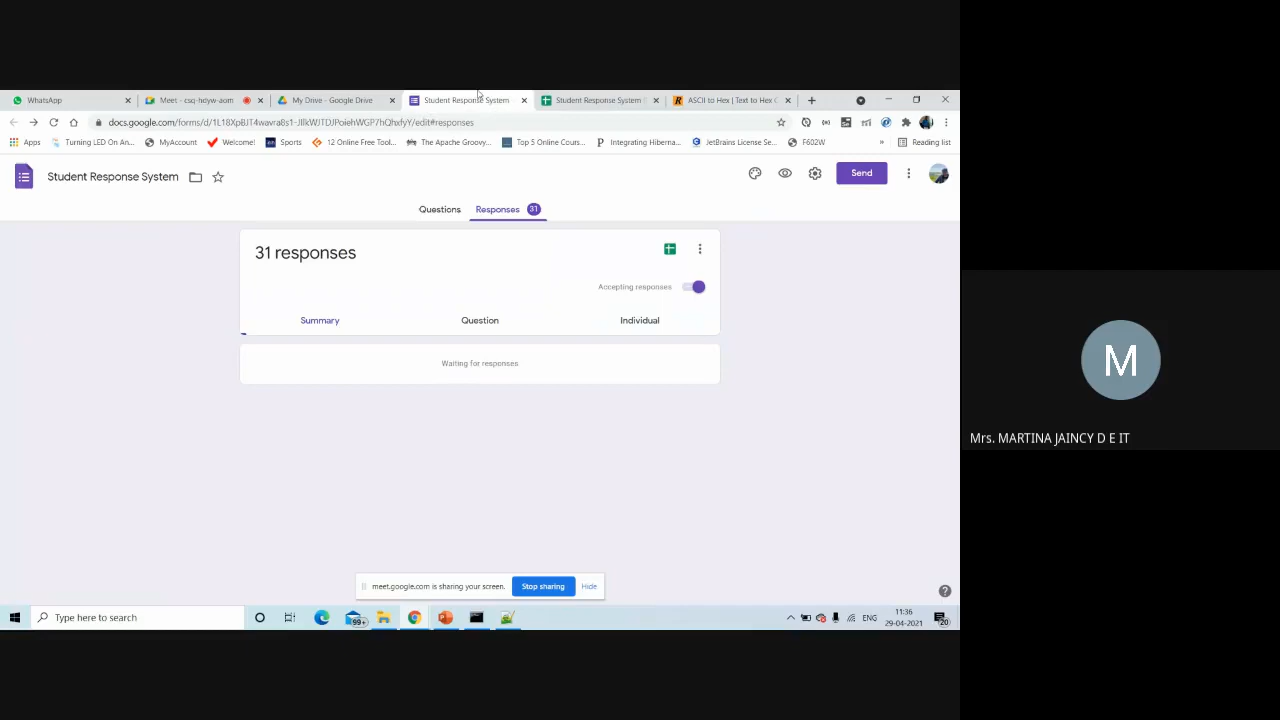 WhatsApp
Meet - csq-hdyw-aom
My Drive - Google Drive
Student Response System
Student Response System
ASCII to Hex | Text to Hex C
docs.google.com/forms/d/1L18XpBJT4wavra8s1-JIlkWJTDJPoiehWGP7hQhxfyY/edit#responses
Apps
Turning LED On An...
MyAccount
Welcome!
Sports
12 Online Free Tool...
The Apache Groovy...
Top 5 Online Cours...
Integrating Hiberna...
JetBrains License Se...
F602W
»
Reading list
Student Response System
Send
Questions
Responses 31
31 responses
Accepting responses
Summary
Question
Individual
Waiting for responses
M
Mrs. MARTINA JAINCY D E IT
meet.google.com is sharing your screen.
Stop sharing
Hide
Type here to search
99+
ENG
11:36
29-04-2021
20